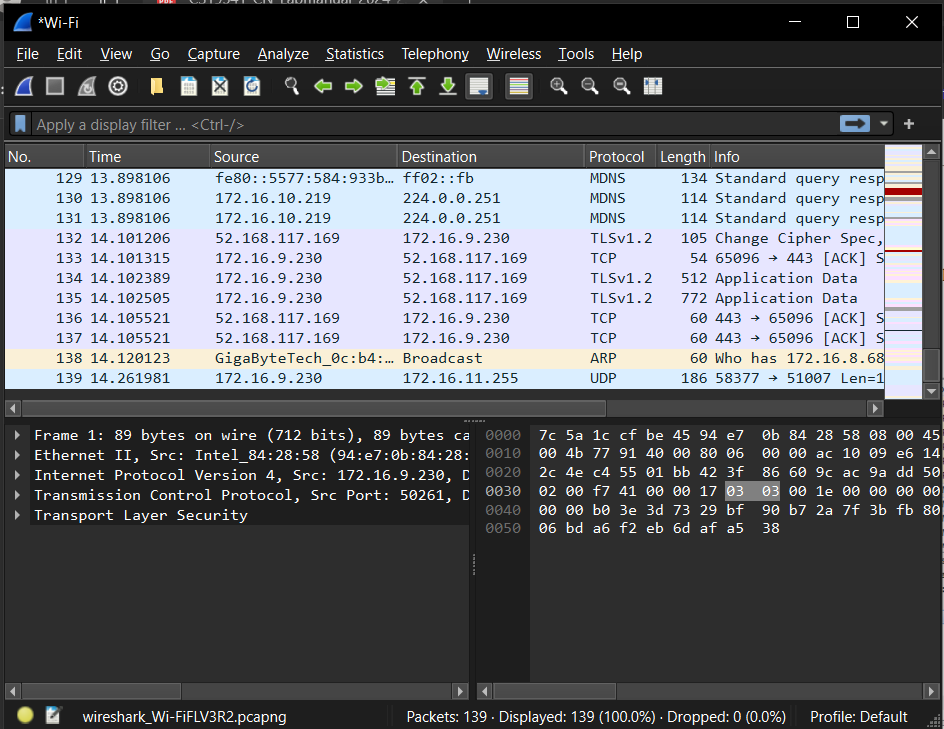 *Wi-Fi
File Edit View Go Capture Analyze Statistics Telephony Wireless Tools Help
Apply a display filter ... <Ctrl-/>
No. Time Source Destination Protocol Length Info
129 13.898106 fe80::5577:584:933b… ff02::fb MDNS 134 Standard query resp
130 13.898106 172.16.10.219 224.0.0.251 MDNS 114 Standard query resp
131 13.898106 172.16.10.219 224.0.0.251 MDNS 114 Standard query resp
132 14.101206 52.168.117.169 172.16.9.230 TLSv1.2 105 Change Cipher Spec,
133 14.101315 172.16.9.230 52.168.117.169 TCP 54 65096 → 443 [ACK] S
134 14.102389 172.16.9.230 52.168.117.169 TLSv1.2 512 Application Data
135 14.102505 172.16.9.230 52.168.117.169 TLSv1.2 772 Application Data
136 14.105521 52.168.117.169 172.16.9.230 TCP 60 443 → 65096 [ACK] S
137 14.105521 52.168.117.169 172.16.9.230 TCP 60 443 → 65096 [ACK] S
138 14.120123 GigaByteTech_0c:b4:… Broadcast ARP 60 Who has 172.16.8.68
139 14.261981 172.16.9.230 172.16.11.255 UDP 186 58377 → 51007 Len=1
Frame 1: 89 bytes on wire (712 bits), 89 bytes ca
Ethernet II, Src: Intel_84:28:58 (94:e7:0b:84:28:
Internet Protocol Version 4, Src: 172.16.9.230, D
Transmission Control Protocol, Src Port: 50261, D
Transport Layer Security
0000 7c 5a 1c cf be 45 94 e7 0b 84 28 58 08 00 45
0010 00 4b 77 91 40 00 80 06 00 00 ac 10 09 e6 14
0020 2c 4e c4 55 01 bb 42 3f 86 60 9c ac 9a dd 50
0030 02 00 f7 41 00 00 17 03 03 00 1e 00 00 00 00
0040 00 00 b0 3e 3d 73 29 bf 90 b7 2a 7f 3b fb 80
0050 06 bd a6 f2 eb 6d af a5 38
wireshark_Wi-FiFLV3R2.pcapng
Packets: 139 · Displayed: 139 (100.0%) · Dropped: 0 (0.0%)
Profile: Default